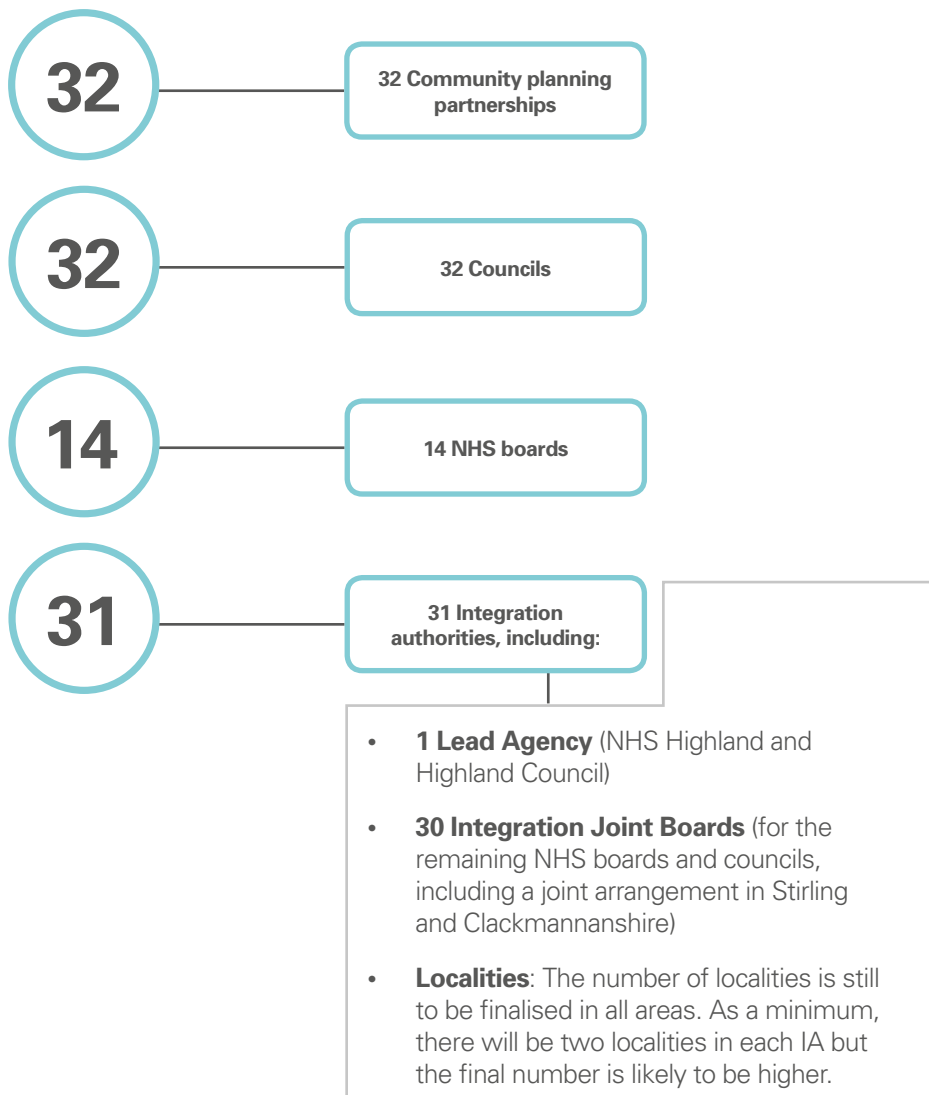 32
32 Community planning
partnerships
32
32 Councils
14
14 NHS boards
31
31 Integration
authorities, including:
• 1 Lead Agency (NHS Highland and
Highland Council)
• 30 Integration Joint Boards (for the
remaining NHS boards and councils,
including a joint arrangement in Stirling
and Clackmannanshire)
• Localities: The number of localities is still
to be finalised in all areas. As a minimum,
there will be two localities in each IA but
the final number is likely to be higher.